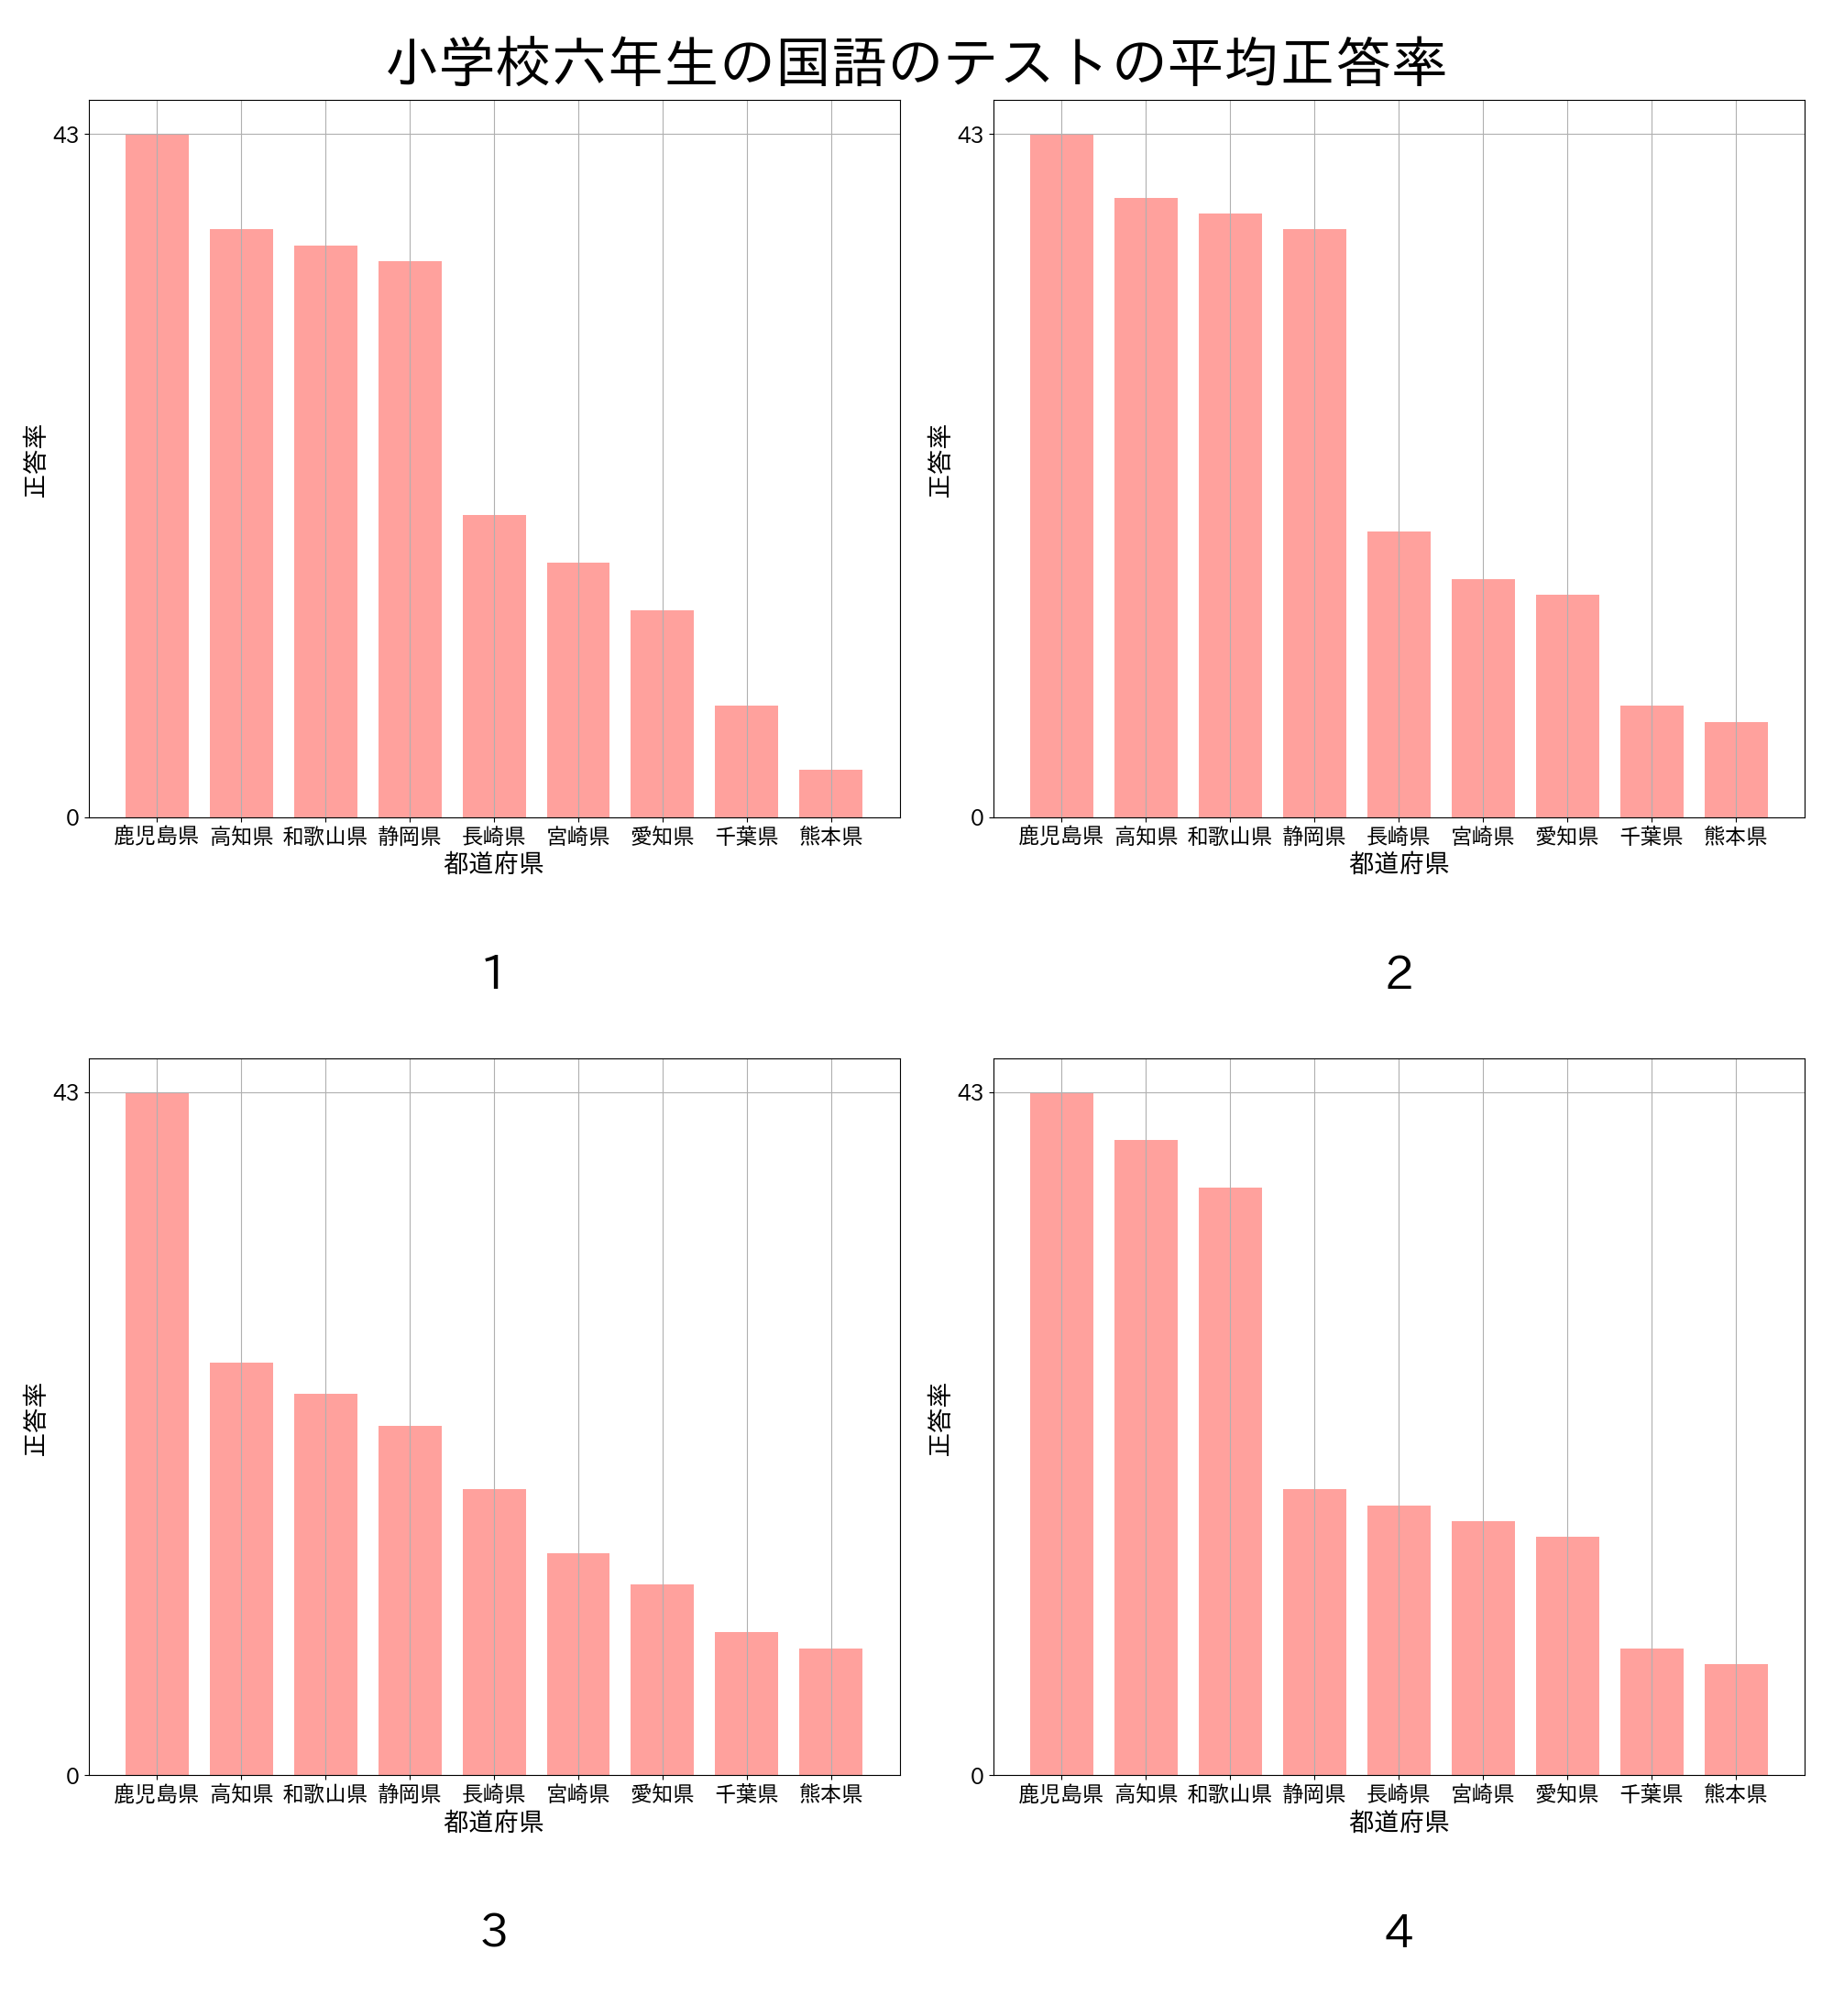 小学校六年生の国語のテストの平均正答率
43
0
正答率
鹿児島県 高知県 和歌山県 静岡県 長崎県 宮崎県 愛知県 千葉県 熊本県
都道府県
1
43
0
正答率
鹿児島県 高知県 和歌山県 静岡県 長崎県 宮崎県 愛知県 千葉県 熊本県
都道府県
2
43
0
正答率
鹿児島県 高知県 和歌山県 静岡県 長崎県 宮崎県 愛知県 千葉県 熊本県
都道府県
3
43
0
正答率
鹿児島県 高知県 和歌山県 静岡県 長崎県 宮崎県 愛知県 千葉県 熊本県
都道府県
4